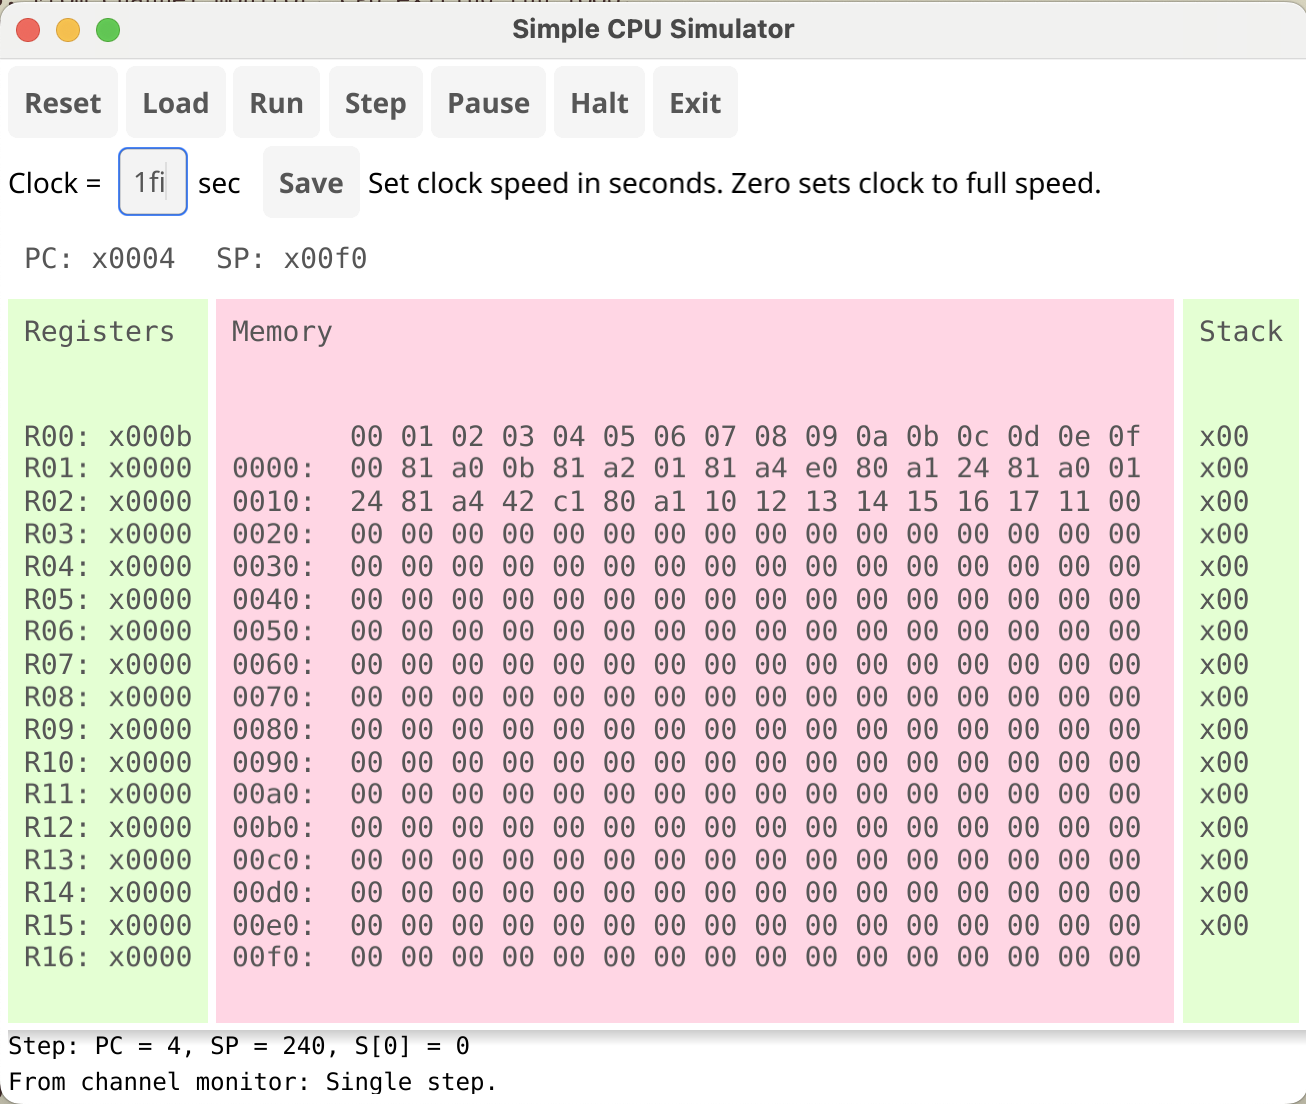 Simple CPU Simulator
Reset Load Run Step Pause Halt Exit
Clock = 1fi sec Save Set clock speed in seconds. Zero sets clock to full speed.
PC: x0004 SP: x00f0
Registers Memory Stack
R00: x000b 00 01 02 03 04 05 06 07 08 09 0a 0b 0c 0d 0e 0f x00
R01: x0000 0000: 00 81 a0 0b 81 a2 01 81 a4 e0 80 a1 24 81 a0 01 x00
R02: x0000 0010: 24 81 a4 42 c1 80 a1 10 12 13 14 15 16 17 11 00 x00
R03: x0000 0020: 00 00 00 00 00 00 00 00 00 00 00 00 00 00 00 00 x00
R04: x0000 0030: 00 00 00 00 00 00 00 00 00 00 00 00 00 00 00 00 x00
R05: x0000 0040: 00 00 00 00 00 00 00 00 00 00 00 00 00 00 00 00 x00
R06: x0000 0050: 00 00 00 00 00 00 00 00 00 00 00 00 00 00 00 00 x00
R07: x0000 0060: 00 00 00 00 00 00 00 00 00 00 00 00 00 00 00 00 x00
R08: x0000 0070: 00 00 00 00 00 00 00 00 00 00 00 00 00 00 00 00 x00
R09: x0000 0080: 00 00 00 00 00 00 00 00 00 00 00 00 00 00 00 00 x00
R10: x0000 0090: 00 00 00 00 00 00 00 00 00 00 00 00 00 00 00 00 x00
R11: x0000 00a0: 00 00 00 00 00 00 00 00 00 00 00 00 00 00 00 00 x00
R12: x0000 00b0: 00 00 00 00 00 00 00 00 00 00 00 00 00 00 00 00 x00
R13: x0000 00c0: 00 00 00 00 00 00 00 00 00 00 00 00 00 00 00 00 x00
R14: x0000 00d0: 00 00 00 00 00 00 00 00 00 00 00 00 00 00 00 00 x00
R15: x0000 00e0: 00 00 00 00 00 00 00 00 00 00 00 00 00 00 00 00 x00
R16: x0000 00f0: 00 00 00 00 00 00 00 00 00 00 00 00 00 00 00 00
Step: PC = 4, SP = 240, S[0] = 0
From channel monitor: Single step.